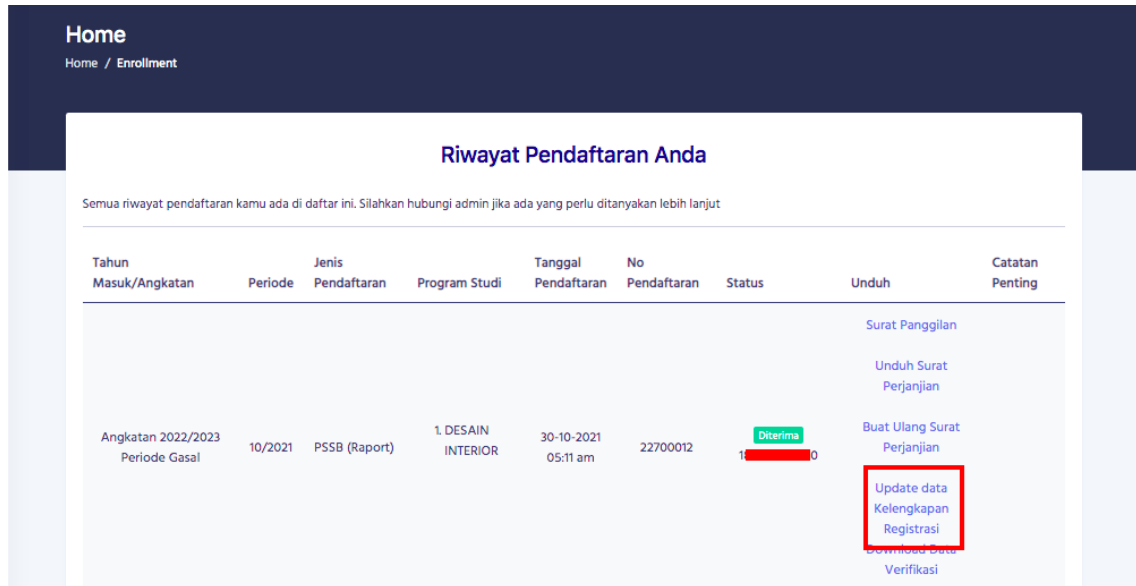 Home
Home / Enrollment
Riwayat Pendaftaran Anda
Semua riwayat pendaftaran kamu ada di daftar ini. Silahkan hubungi admin jika ada yang perlu ditanyakan lebih lanjut
Tahun
Masuk/Angkatan
Periode
Jenis
Pendaftaran
Program Studi
Tanggal
Pendaftaran
No
Pendaftaran
Status
Unduh
Catatan
Penting
Angkatan 2022/2023
Periode Gasal
10/2021
PSSB (Raport)
1. DESAIN
INTERIOR
30-10-2021
05:11 am
22700012
Diterima
Surat Panggilan
Unduh Surat
Perjanjian
Buat Ulang Surat
Perjanjian
Update data
Kelengkapan
Registrasi
Download Data
Verifikasi